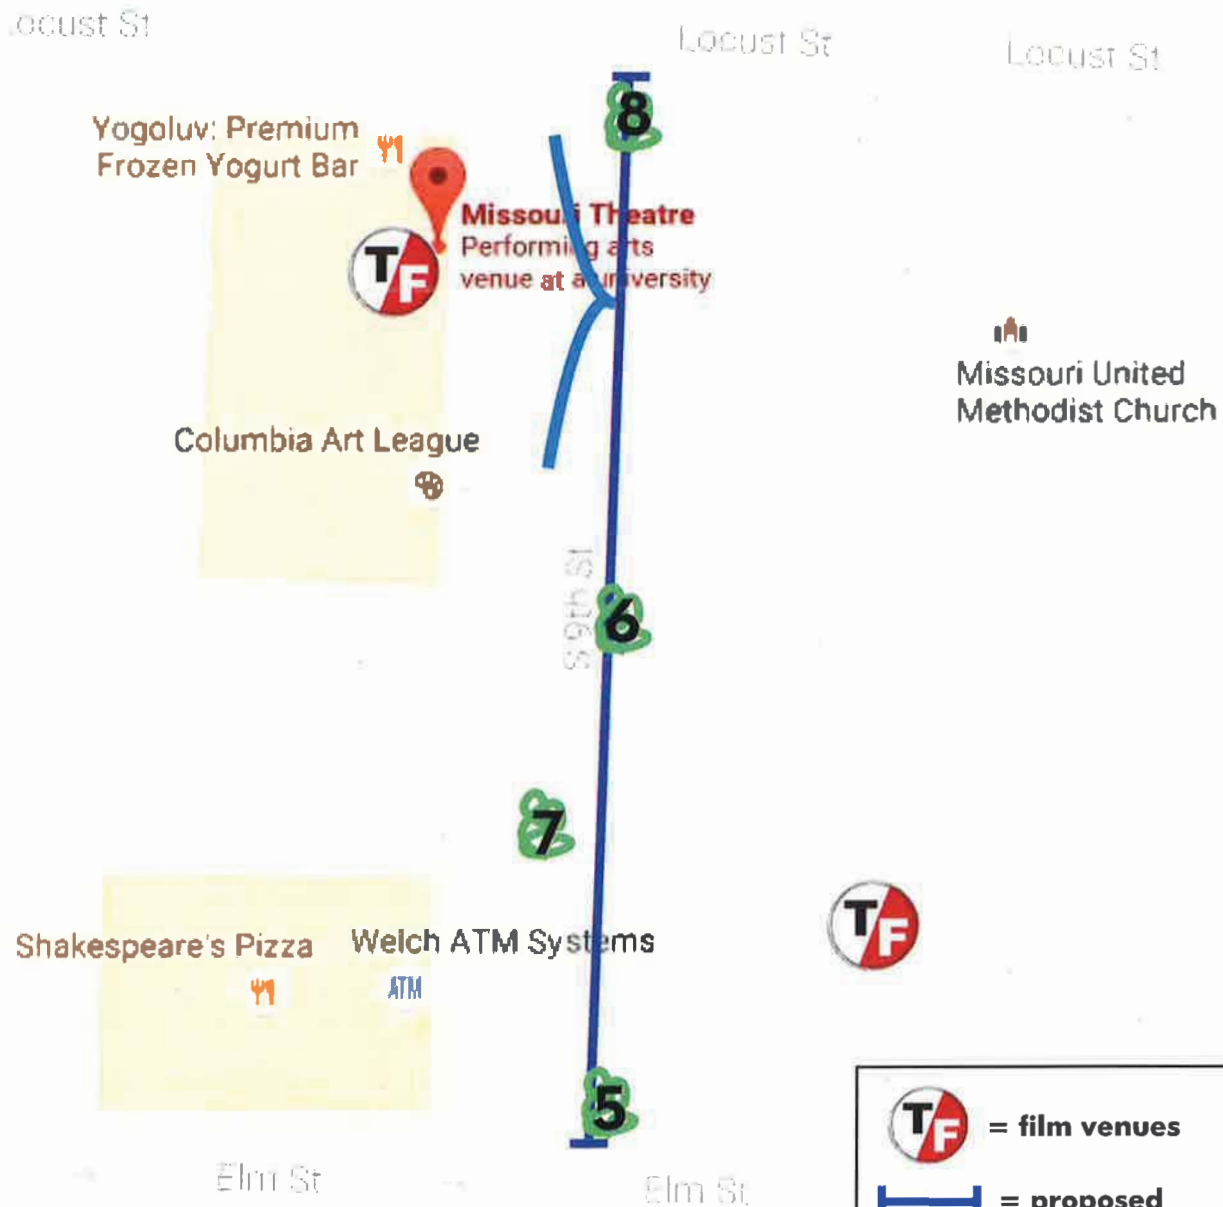 ocust St
Locust St
Locust St
8
Yogoluv: Premium
Frozen Yogurt Bar
Missouri Theatre
Performing arts
venue at a university
T/F
Missouri United
Methodist Church
Columbia Art League
S 9th St
6
7
T/F
Shakespeare's Pizza
Welch ATM Systems
ATM
5
T/F = film venues
= proposed
Elm St
Elm St